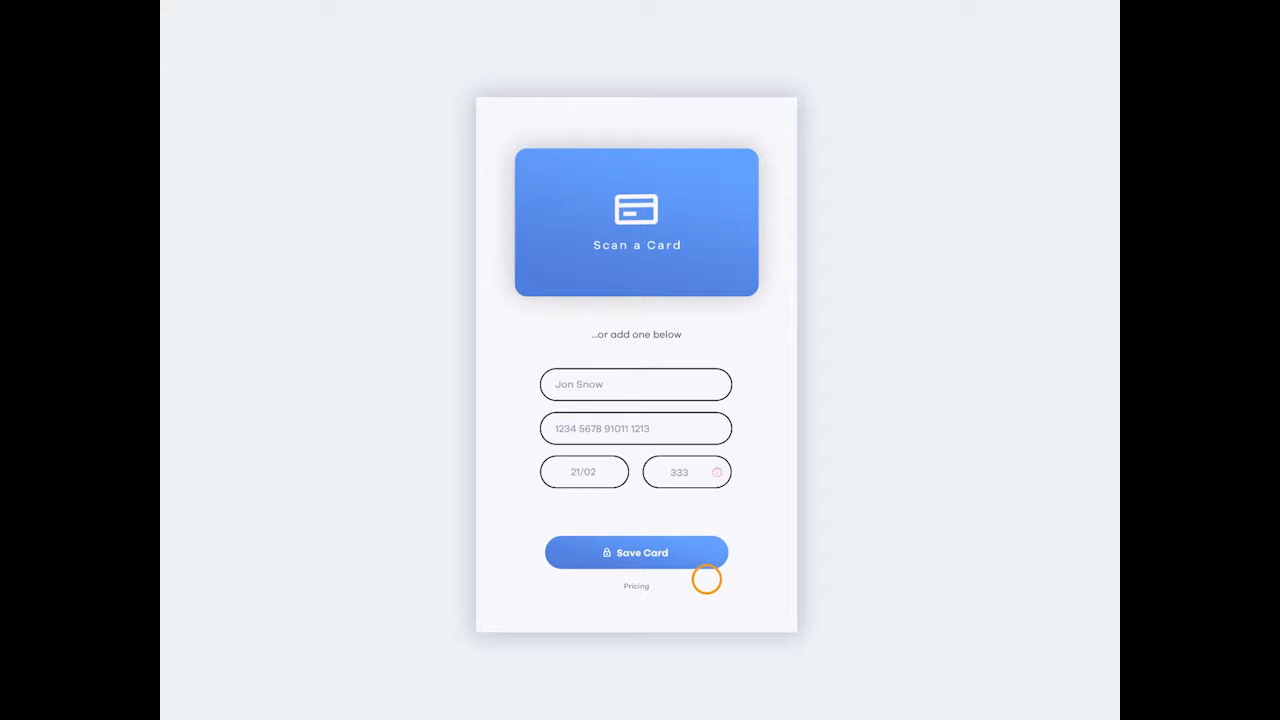 Scan a Card
...or add one below
Jon Snow
1234 5678 91011 1213
21/02
333
Save Card
Pricing